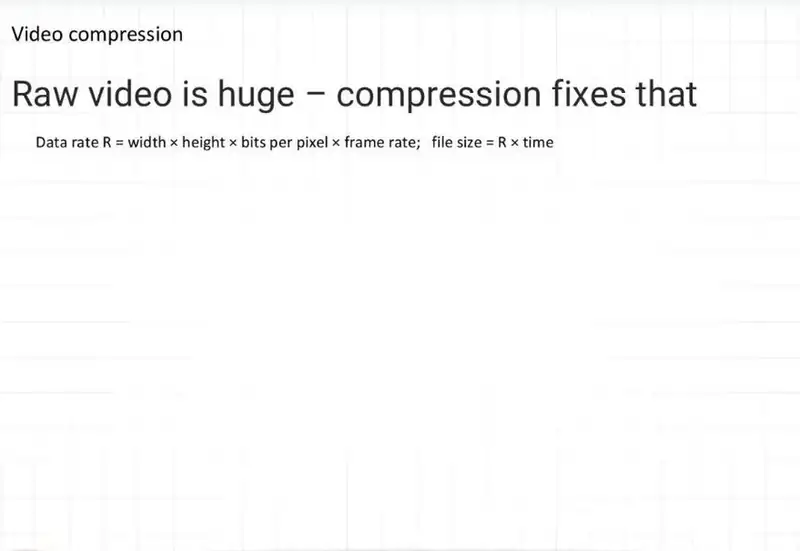 Video compression
Raw video is huge – compression fixes that
Data rate R = width × height × bits per pixel × frame rate; file size = R × time